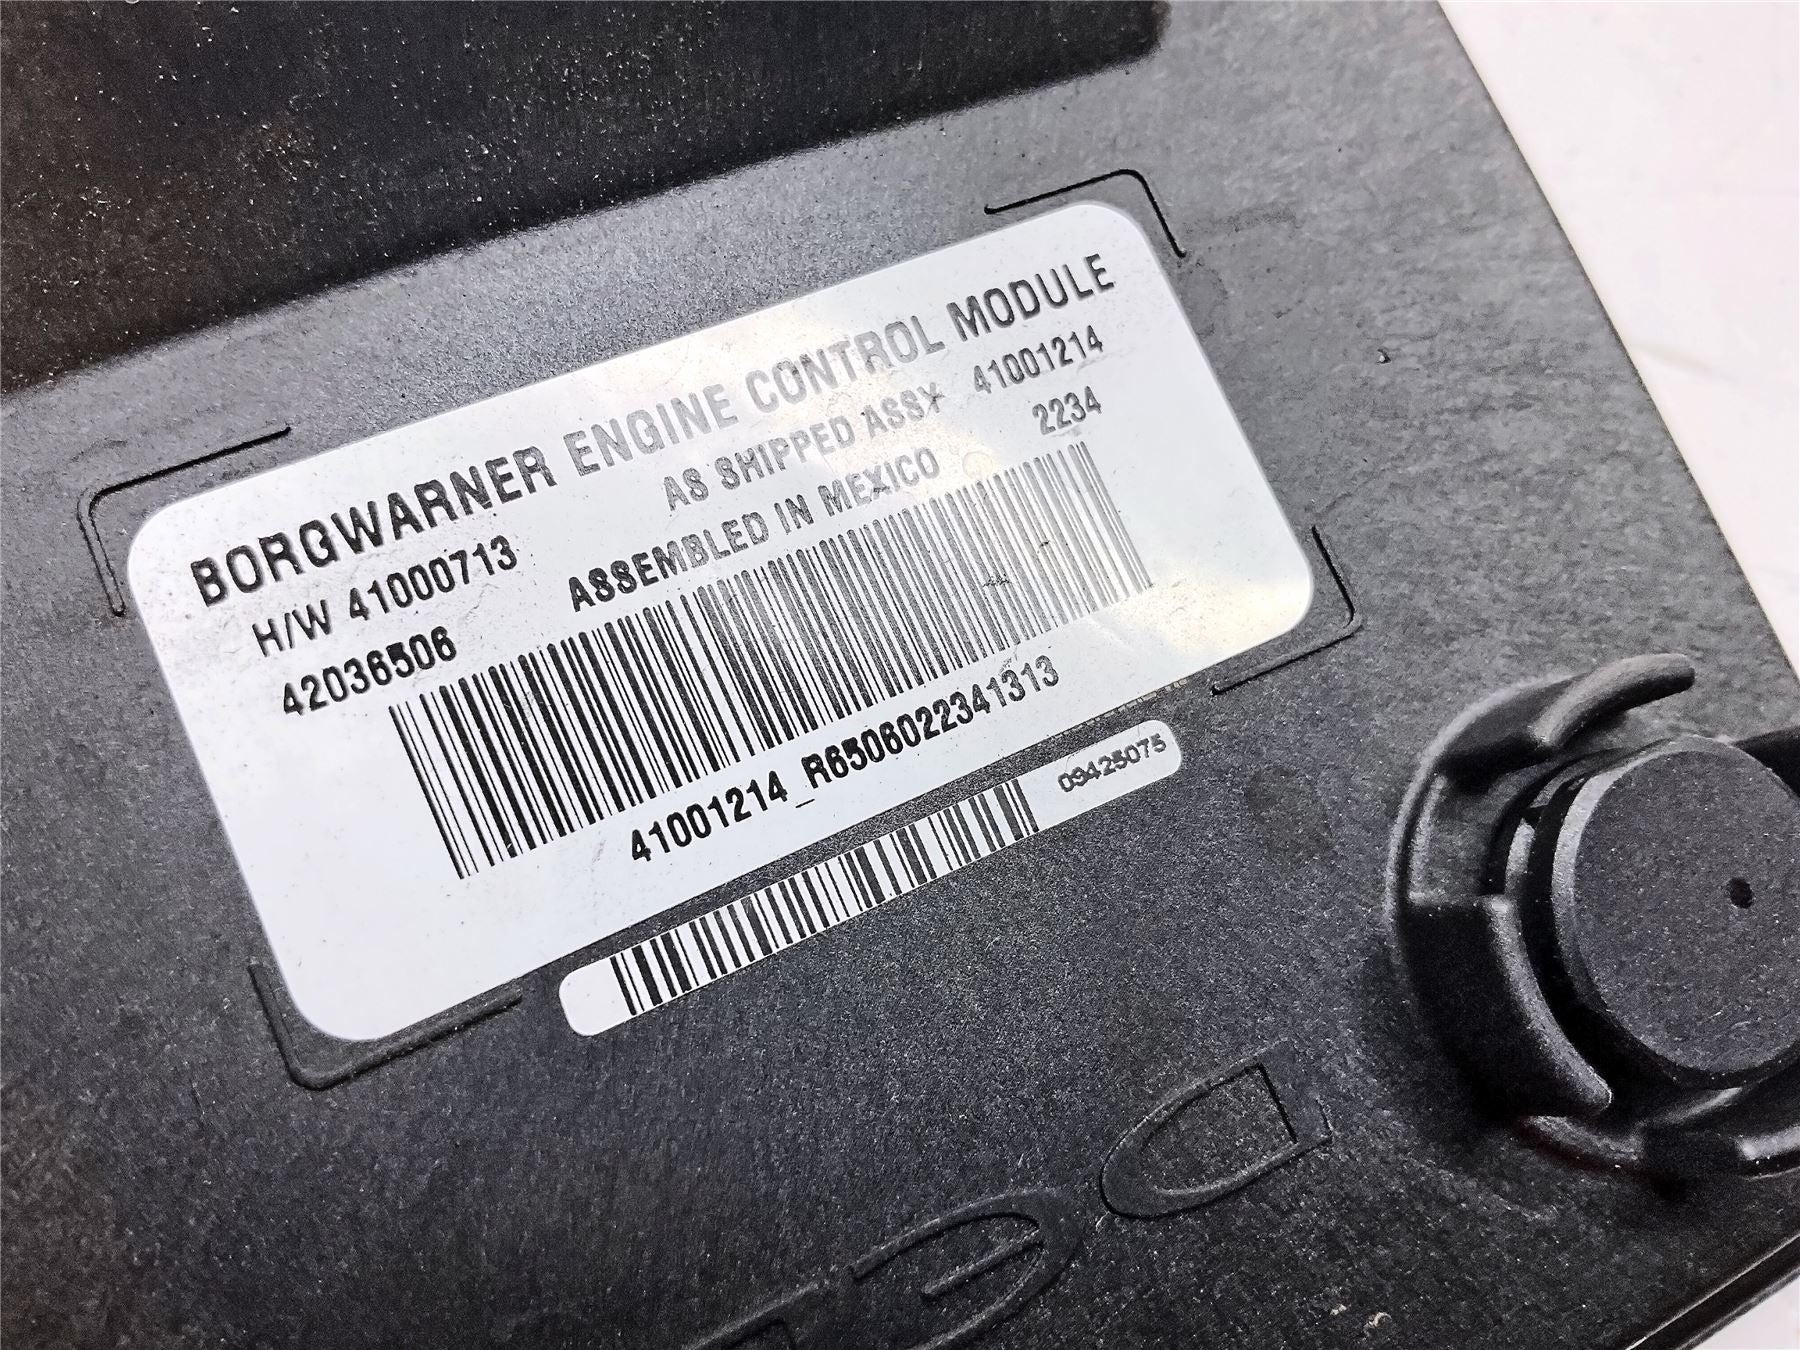 BORGWARNER ENGINE CONTROL MODULE
H/W 41000713 AS SHIPPED ASSY 41001214
42036506 ASSEMBLED IN MEXICO 2234
41001214_R6506022341313
09425075